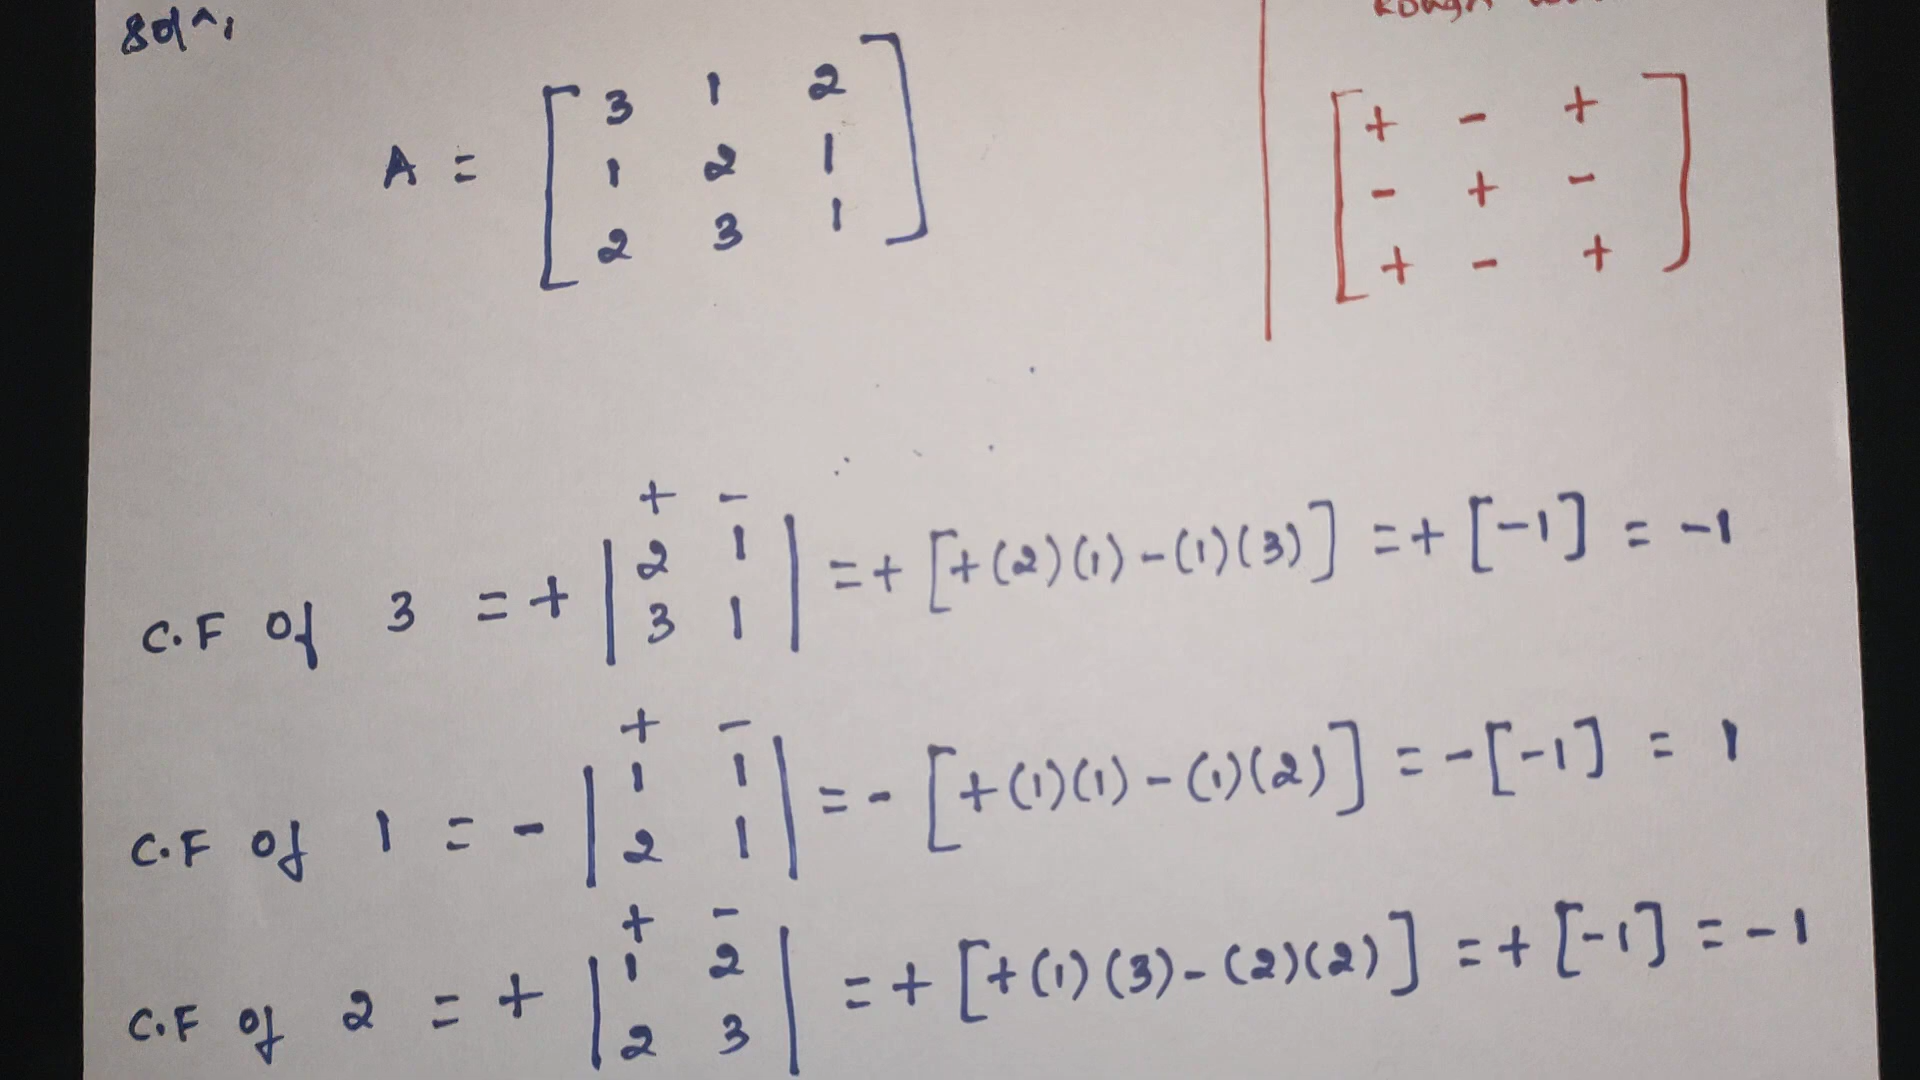 Soln,
A = [ 3 1 2
1 2 1
2 3 1 ]
[ + - +
- + -
+ - + ]
+ -
C.F of 3 = + | 2 1 | = + [+(2)(1) - (1)(3)] = + [-1] = -1
3 1
+ -
C.F of 1 = - | 1 1 | = - [+(1)(1) - (1)(2)] = - [-1] = 1
2 1
+ -
C.F of 2 = + | 1 2 | = + [+(1)(3) - (2)(2)] = + [-1] = -1
2 3